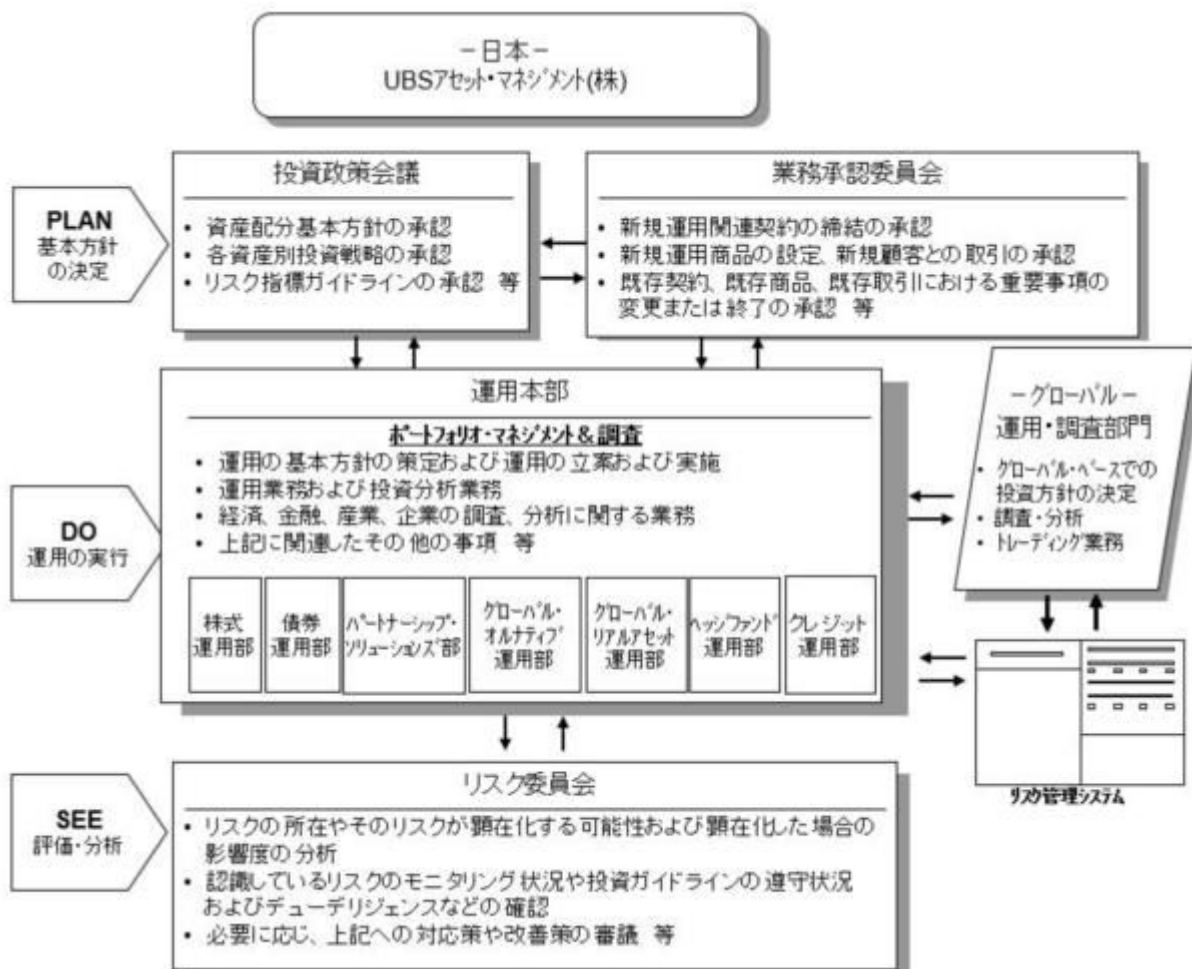 －日本－
UBSアセット・マネジメント(株)
PLAN
基本方針
の決定
投資政策会議
・ 資産配分基本方針の承認
・ 各資産別投資戦略の承認
・ リスク指標ガイドラインの承認 等
業務承認委員会
・ 新規運用関連契約の締結の承認
・ 新規運用商品の設定、新規顧客との取引の承認
・ 既存契約、既存商品、既存取引における重要事項の
変更または終了の承認 等
DO
運用の実行
運用本部
ポートフォリオ・マネジメント&調査
・ 運用の基本方針の策定および運用の立案および実施
・ 運用業務および投資分析業務
・ 経済、金融、産業、企業の調査、分析に関する業務
・ 上記に関連したその他の事項 等
株式
運用部
債券
運用部
パートナーシップ・
ソリューションズ部
グローバル・
オルナティブ
運用部
グローバル・
リアルアセット
運用部
ヘッジファンド
運用部
クレジット
運用部
－グローバル－
運用・調査部門
・ グローバル・ベースでの
投資方針の決定
・ 調査・分析
・ トレーディング業務
リスク管理システム
SEE
評価・分析
リスク委員会
・ リスクの所在やそのリスクが顕在化する可能性および顕在化した場合の
影響度の分析
・ 認識しているリスクのモニタリング状況や投資ガイドラインの遵守状況
およびデューデリジェンスなどの確認
・ 必要に応じ、上記への対応策や改善策の審議 等